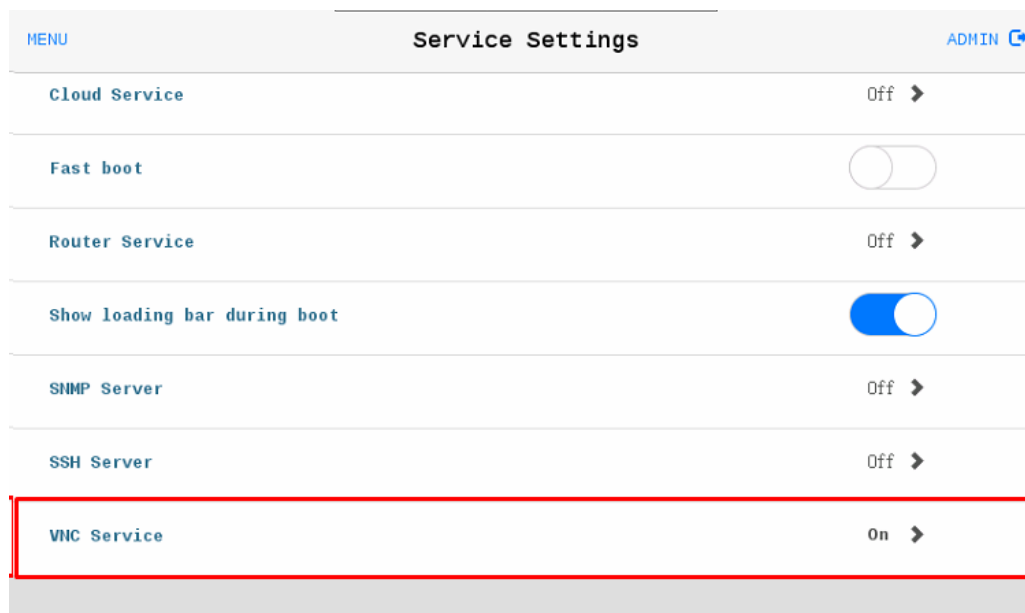 MENU Service Settings ADMIN
Cloud Service Off
Fast boot
Router Service Off
Show loading bar during boot
SNMP Server Off
SSH Server Off
VNC Service On